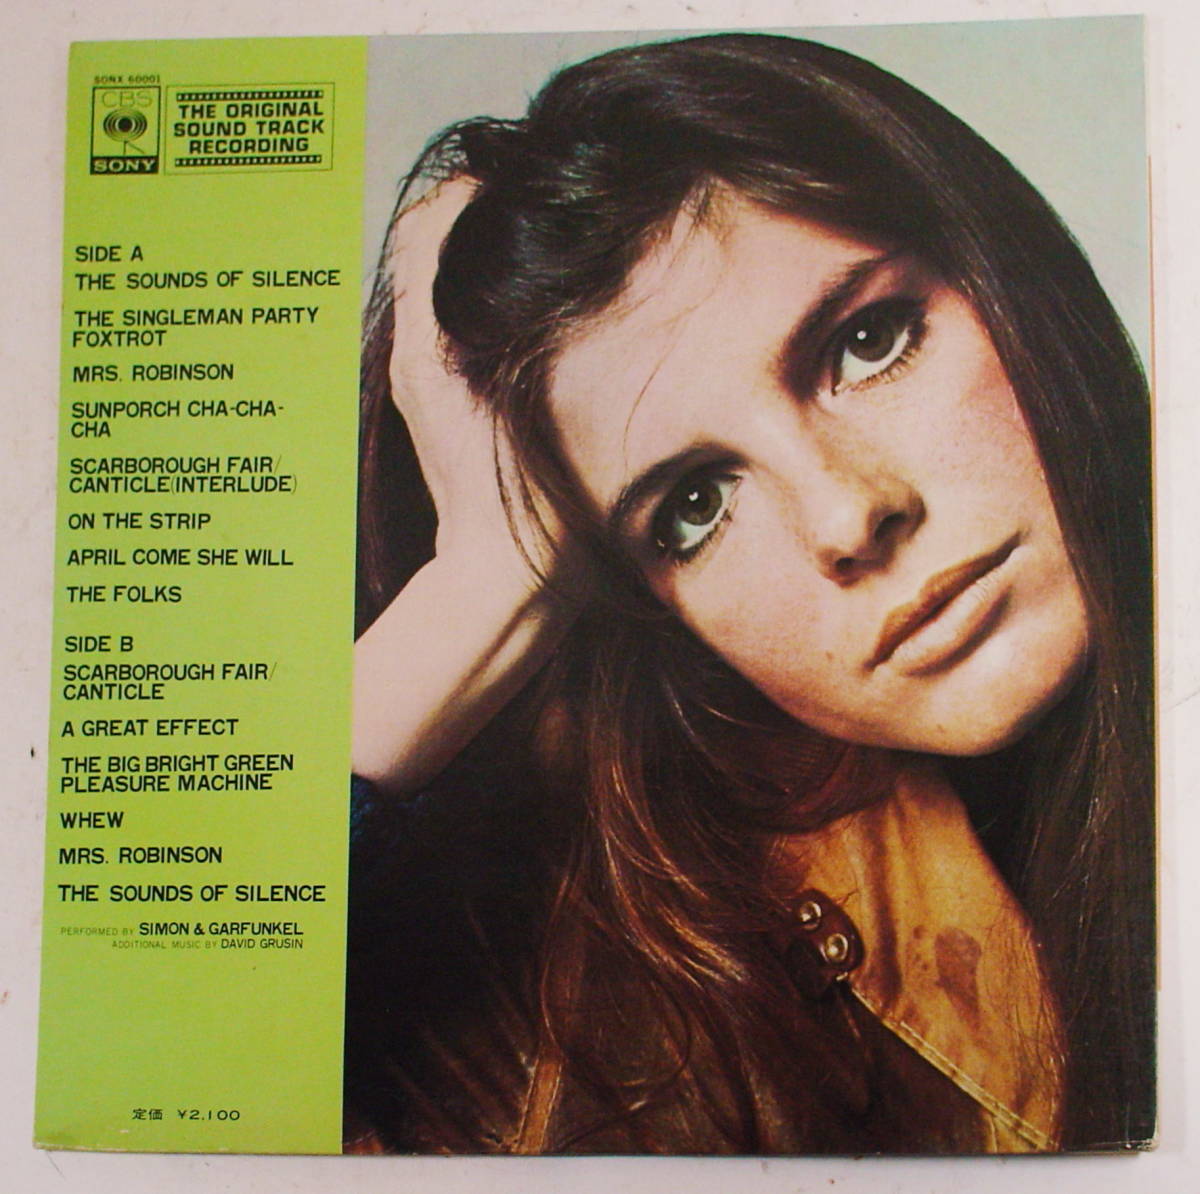 SONX 60001
CBS
SONY
THE ORIGINAL
SOUND TRACK
RECORDING
SIDE A
THE SOUNDS OF SILENCE
THE SINGLEMAN PARTY
FOXTROT
MRS. ROBINSON
SUNPORCH CHA-CHA-
CHA
SCARBOROUGH FAIR/
CANTICLE(INTERLUDE)
ON THE STRIP
APRIL COME SHE WILL
THE FOLKS
SIDE B
SCARBOROUGH FAIR/
CANTICLE
A GREAT EFFECT
THE BIG BRIGHT GREEN
PLEASURE MACHINE
WHEW
MRS. ROBINSON
THE SOUNDS OF SILENCE
PERFORMED BY SIMON & GARFUNKEL
ADDITIONAL MUSIC BY DAVID GRUSIN
定価 ¥2,100